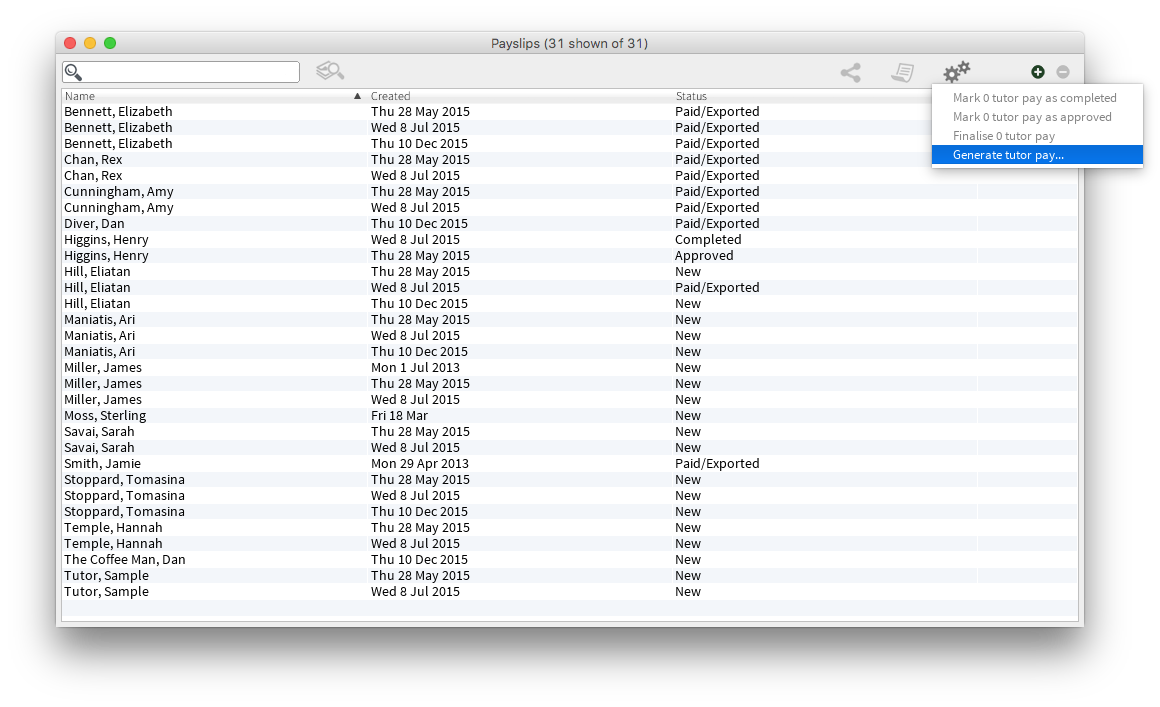 Payslips (31 shown of 31)
Name Created Status
Mark 0 tutor pay as completed
Mark 0 tutor pay as approved
Finalise 0 tutor pay
Generate tutor pay...
Bennett, Elizabeth Thu 28 May 2015 Paid/Exported
Bennett, Elizabeth Wed 8 Jul 2015 Paid/Exported
Bennett, Elizabeth Thu 10 Dec 2015 Paid/Exported
Chan, Rex Thu 28 May 2015 Paid/Exported
Chan, Rex Wed 8 Jul 2015 Paid/Exported
Cunningham, Amy Thu 28 May 2015 Paid/Exported
Cunningham, Amy Wed 8 Jul 2015 Paid/Exported
Diver, Dan Thu 10 Dec 2015 Paid/Exported
Higgins, Henry Wed 8 Jul 2015 Completed
Higgins, Henry Thu 28 May 2015 Approved
Hill, Eliatan Thu 28 May 2015 New
Hill, Eliatan Wed 8 Jul 2015 Paid/Exported
Hill, Eliatan Thu 10 Dec 2015 New
Maniatis, Ari Thu 28 May 2015 New
Maniatis, Ari Wed 8 Jul 2015 New
Maniatis, Ari Thu 10 Dec 2015 New
Miller, James Mon 1 Jul 2013 New
Miller, James Thu 28 May 2015 New
Miller, James Wed 8 Jul 2015 New
Moss, Sterling Fri 18 Mar New
Savai, Sarah Thu 28 May 2015 New
Savai, Sarah Wed 8 Jul 2015 New
Smith, Jamie Mon 29 Apr 2013 Paid/Exported
Stoppard, Tomasina Thu 28 May 2015 New
Stoppard, Tomasina Wed 8 Jul 2015 New
Stoppard, Tomasina Thu 10 Dec 2015 New
Temple, Hannah Thu 28 May 2015 New
Temple, Hannah Wed 8 Jul 2015 New
The Coffee Man, Dan Thu 10 Dec 2015 New
Tutor, Sample Thu 28 May 2015 New
Tutor, Sample Wed 8 Jul 2015 New